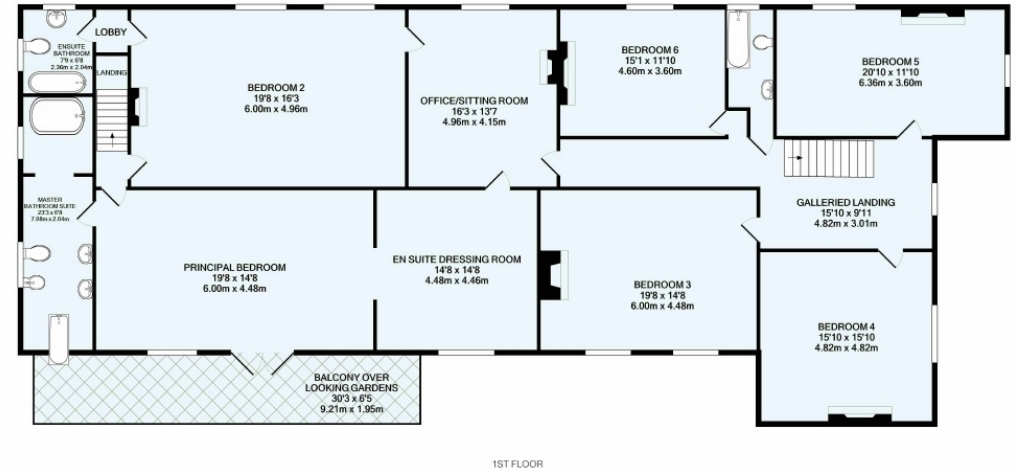 ENSUITE
BATHROOM
7'9 x 6'8
2.36m x 2.04m
LOBBY
LANDING
BEDROOM 2
19'8 x 16'3
6.00m x 4.96m
OFFICE/SITTING ROOM
16'3 x 13'7
4.96m x 4.15m
BEDROOM 6
15'1 x 11'10
4.60m x 3.60m
BEDROOM 5
20'10 x 11'10
6.36m x 3.60m
MASTER
BATHROOM SUITE
23'3 x 6'8
7.08m x 2.04m
PRINCIPAL BEDROOM
19'8 x 14'8
6.00m x 4.48m
EN SUITE DRESSING ROOM
14'8 x 14'8
4.48m x 4.46m
BEDROOM 3
19'8 x 14'8
6.00m x 4.48m
GALLERIED LANDING
15'10 x 9'11
4.82m x 3.01m
BEDROOM 4
15'10 x 15'10
4.82m x 4.82m
BALCONY OVER
LOOKING GARDENS
30'3 x 6'5
9.21m x 1.95m
1ST FLOOR